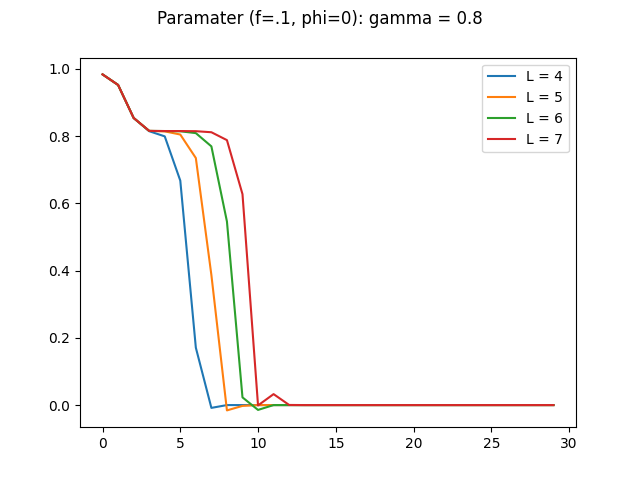 Paramater (f=.1, phi=0): gamma = 0.8
L = 4
L = 5
L = 6
L = 7
1.0
0.8
0.6
0.4
0.2
0.0
0 5 10 15 20 25 30